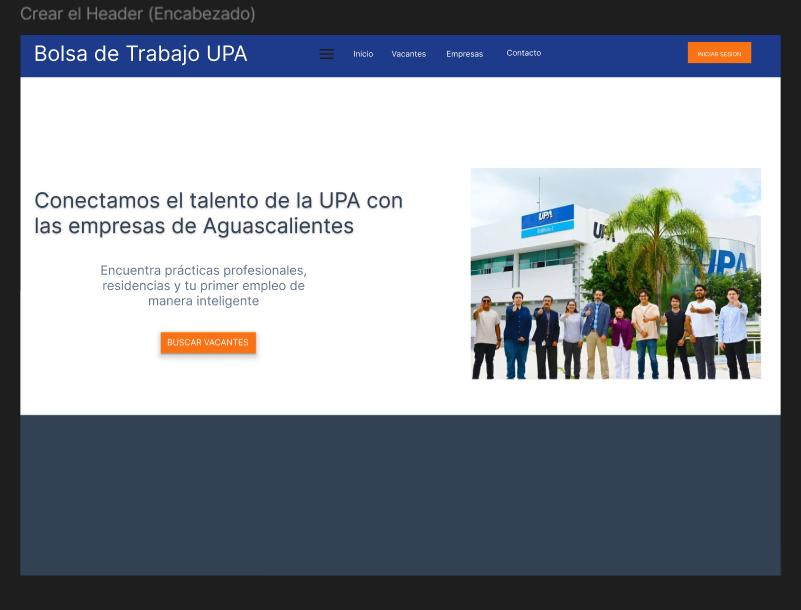 Crear el Header (Encabezado)
Bolsa de Trabajo UPA
Inicio
Vacantes
Empresas
Contacto
INICIAR SESION
Conectamos el talento de la UPA con
las empresas de Aguascalientes
Encuentra prácticas profesionales,
residencias y tu primer empleo de
manera inteligente
BUSCAR VACANTES
UPA
UPA
UPA